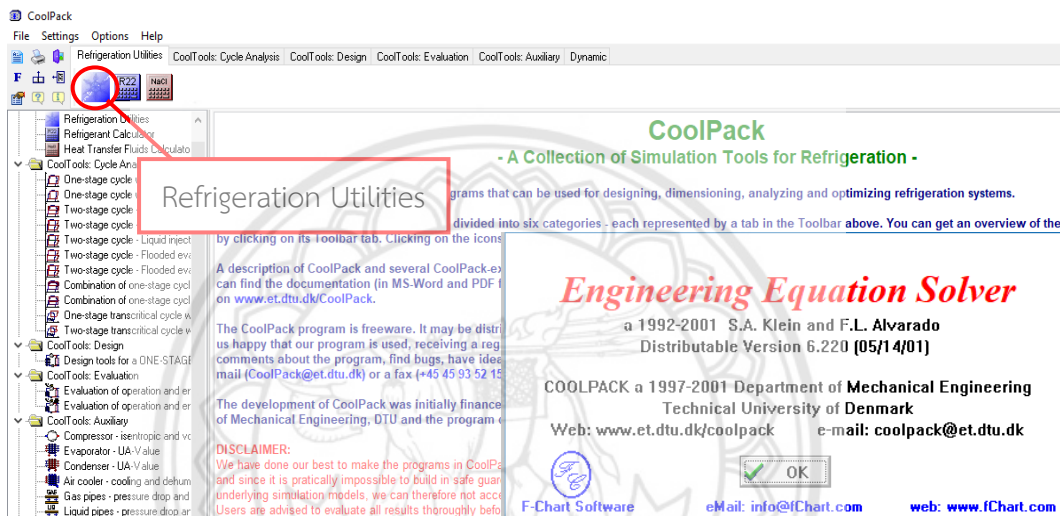 CoolPack
File Settings Options Help
Refrigeration Utilities CoolTools: Cycle Analysis CoolTools: Design CoolTools: Evaluation CoolTools: Auxiliary Dynamic
F
R22 NaCl
Refrigeration Utilities
Refrigerant Calculator
Heat Transfer Fluids Calculato
CoolTools: Cycle Ana
One-stage cycle
One-stage cycle
Two-stage cycle
Two-stage cycle
Two-stage cycle - Liquid inject
Two-stage cycle - Flooded eva
Two-stage cycle - Flooded eva
Combination of one-stage cycl
Combination of one-stage cycl
One-stage transcritical cycle w
Two-stage transcritical cycle w
CoolTools: Design
Design tools for a ONE-STAGE
CoolTools: Evaluation
Evaluation of operation and er
Evaluation of operation and er
CoolTools: Auxiliary
Compressor - isentropic and vo
Evaporator - UA-Value
Condenser - UA-Value
Air cooler - cooling and dehum
Gas pipes - pressure drop and
Liquid pipes - pressure drop ar
Refrigeration Utilities
CoolPack
- A Collection of Simulation Tools for Refrigeration -
grams that can be used for designing, dimensioning, analyzing and optimizing refrigeration systems.
divided into six categories - each represented by a tab in the Toolbar above. You can get an overview of the
by clicking on its Toolbar tab. Clicking on the icons
A description of CoolPack and several CoolPack-ex
can find the documentation (in MS-Word and PDF f
on www.et.dtu.dk/CoolPack.
The CoolPack program is freeware. It may be distri
us happy that our program is used, receiving a reg
comments about the program, find bugs, have idea
mail (CoolPack@et.dtu.dk) or a fax (+45 45 93 52 15
The development of CoolPack was initially finance
of Mechanical Engineering, DTU and the program
DISCLAIMER:
We have done our best to make the programs in CoolPa
and since it is pratically impossible to build in safe guar
underlying simulation models, we can therefore not acce
Users are advised to evaluate all results thoroughly befo
Engineering Equation Solver
a 1992-2001 S.A. Klein and F.L. Alvarado
Distributable Version 6.220 (05/14/01)
COOLPACK a 1997-2001 Department of Mechanical Engineering
Technical University of Denmark
Web: www.et.dtu.dk/coolpack e-mail: coolpack@et.dtu.dk
OK
F-Chart Software eMail: info@fChart.com web: www.fChart.com